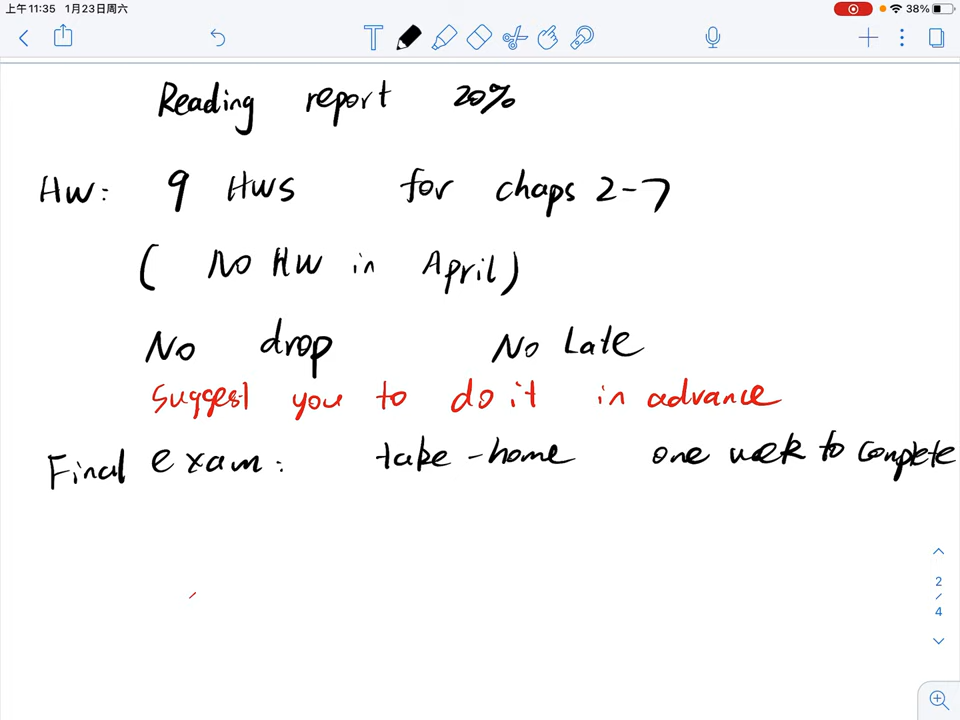 上午11:35 1月23日周六 38%
Reading report 20%
HW: 9 HWs for chaps 2-7
( No HW in April )
No drop No Late
Suggest you to do it in advance
Final exam: take-home one week to complete
2
/
4